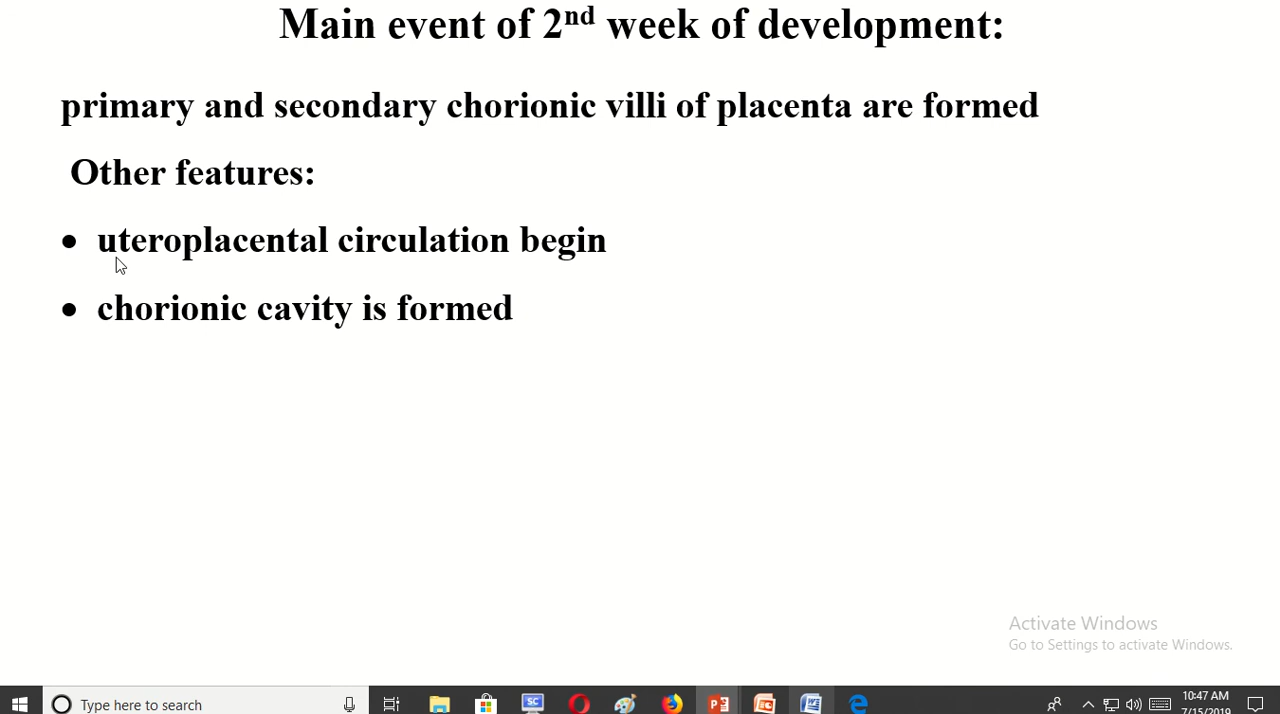 Main event of 2nd week of development:
primary and secondary chorionic villi of placenta are formed
Other features:
• uteroplacental circulation begin
• chorionic cavity is formed
Activate Windows
Go to Settings to activate Windows.
Type here to search
SC
10:47 AM
7/15/2019